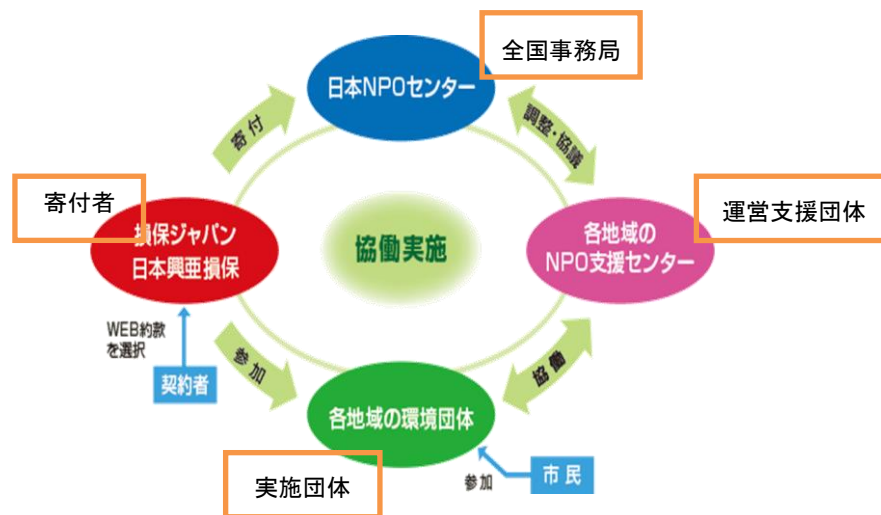 全国事務局
日本NPOセンター
寄付
調整・協議
寄付者
損保ジャパン
日本興亜損保
協働実施
各地域の
NPO支援センター
運営支援団体
WEB約款
を選択
契約者
参加
協働
各地域の環境団体
実施団体
参加
市民